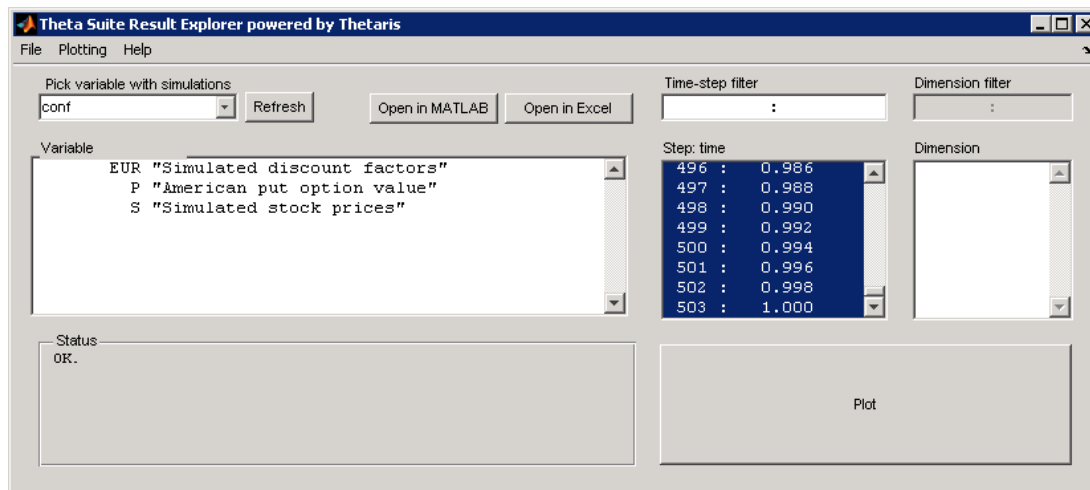 Theta Suite Result Explorer powered by Thetaris
File Plotting Help
Pick variable with simulations
conf
Refresh
Open in MATLAB
Open in Excel
Time-step filter
:
Dimension filter
:
Variable
EUR "Simulated discount factors"
P "American put option value"
S "Simulated stock prices"
Step: time
496 : 0.986
497 : 0.988
498 : 0.990
499 : 0.992
500 : 0.994
501 : 0.996
502 : 0.998
503 : 1.000
Dimension
Status
OK.
Plot